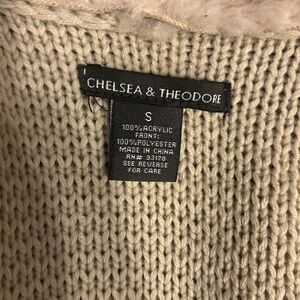 CHELSEA & THEODORE
S
100% ACRYLIC
FRONT:
100% POLYESTER
MADE IN CHINA
RN# 93178
SEE REVERSE
FOR CARE